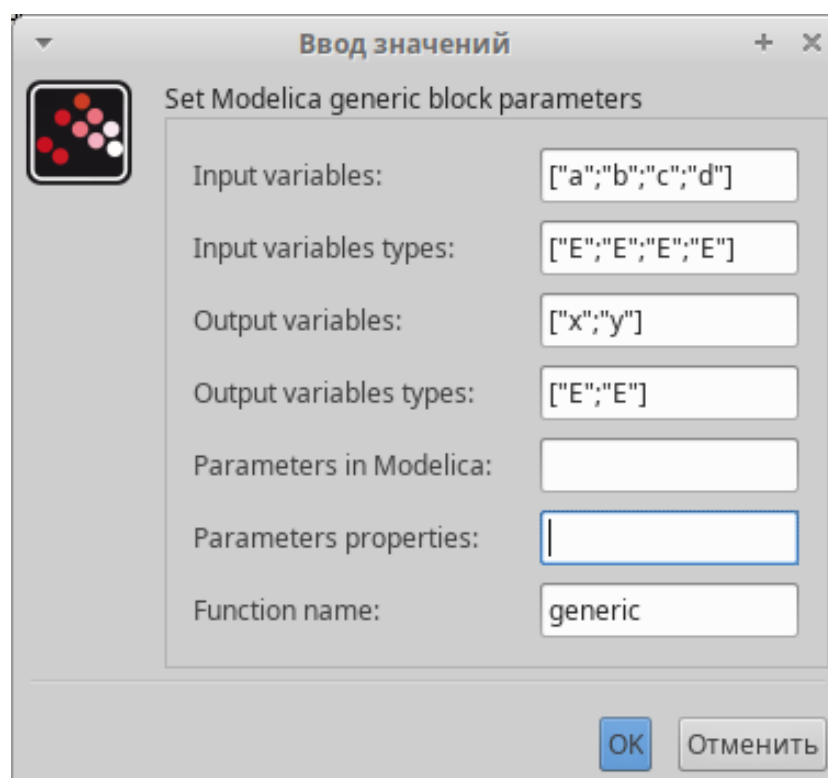 Ввод значений
Set Modelica generic block parameters
Input variables: ["a";"b";"c";"d"]
Input variables types: ["E";"E";"E";"E"]
Output variables: ["x";"y"]
Output variables types: ["E";"E"]
Parameters in Modelica:
Parameters properties:
Function name: generic
OK Отменить